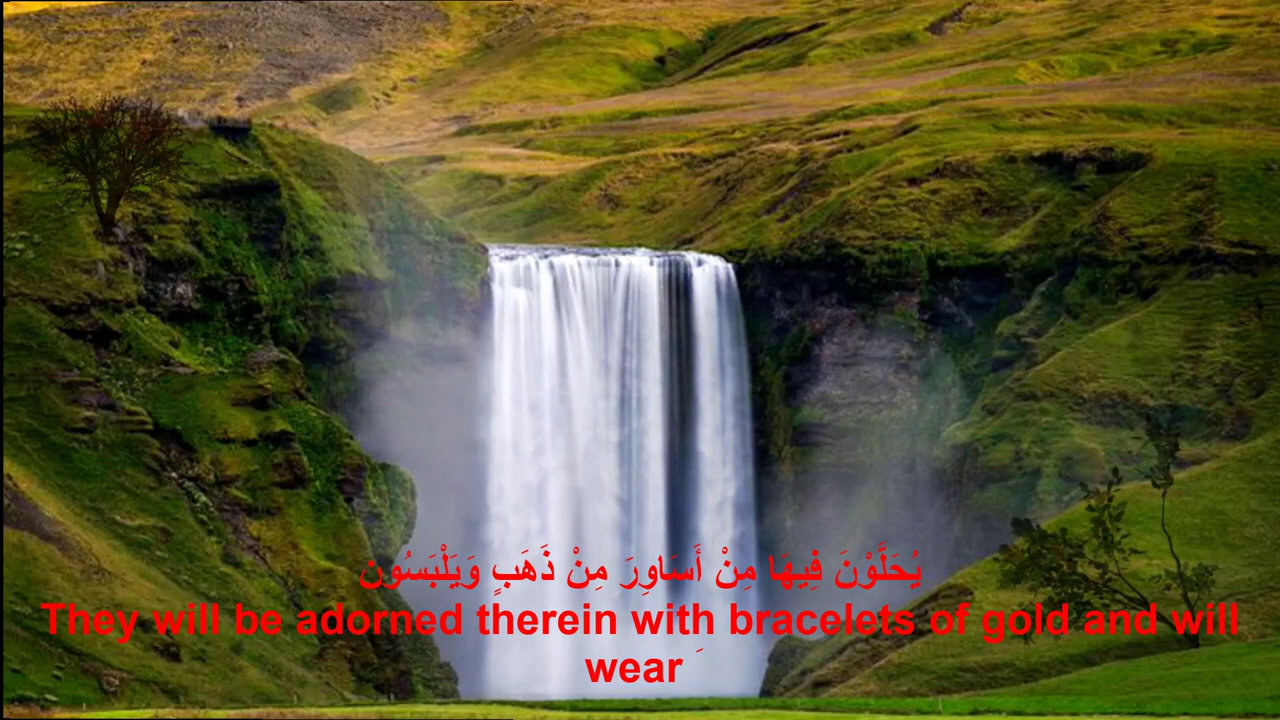 يُحَلَّوْنَ فِيهَا مِنْ أَسَاوِرَ مِنْ ذَهَبٍ وَيَلْبَسُونَ
They will be adorned therein with bracelets of gold and will
wear